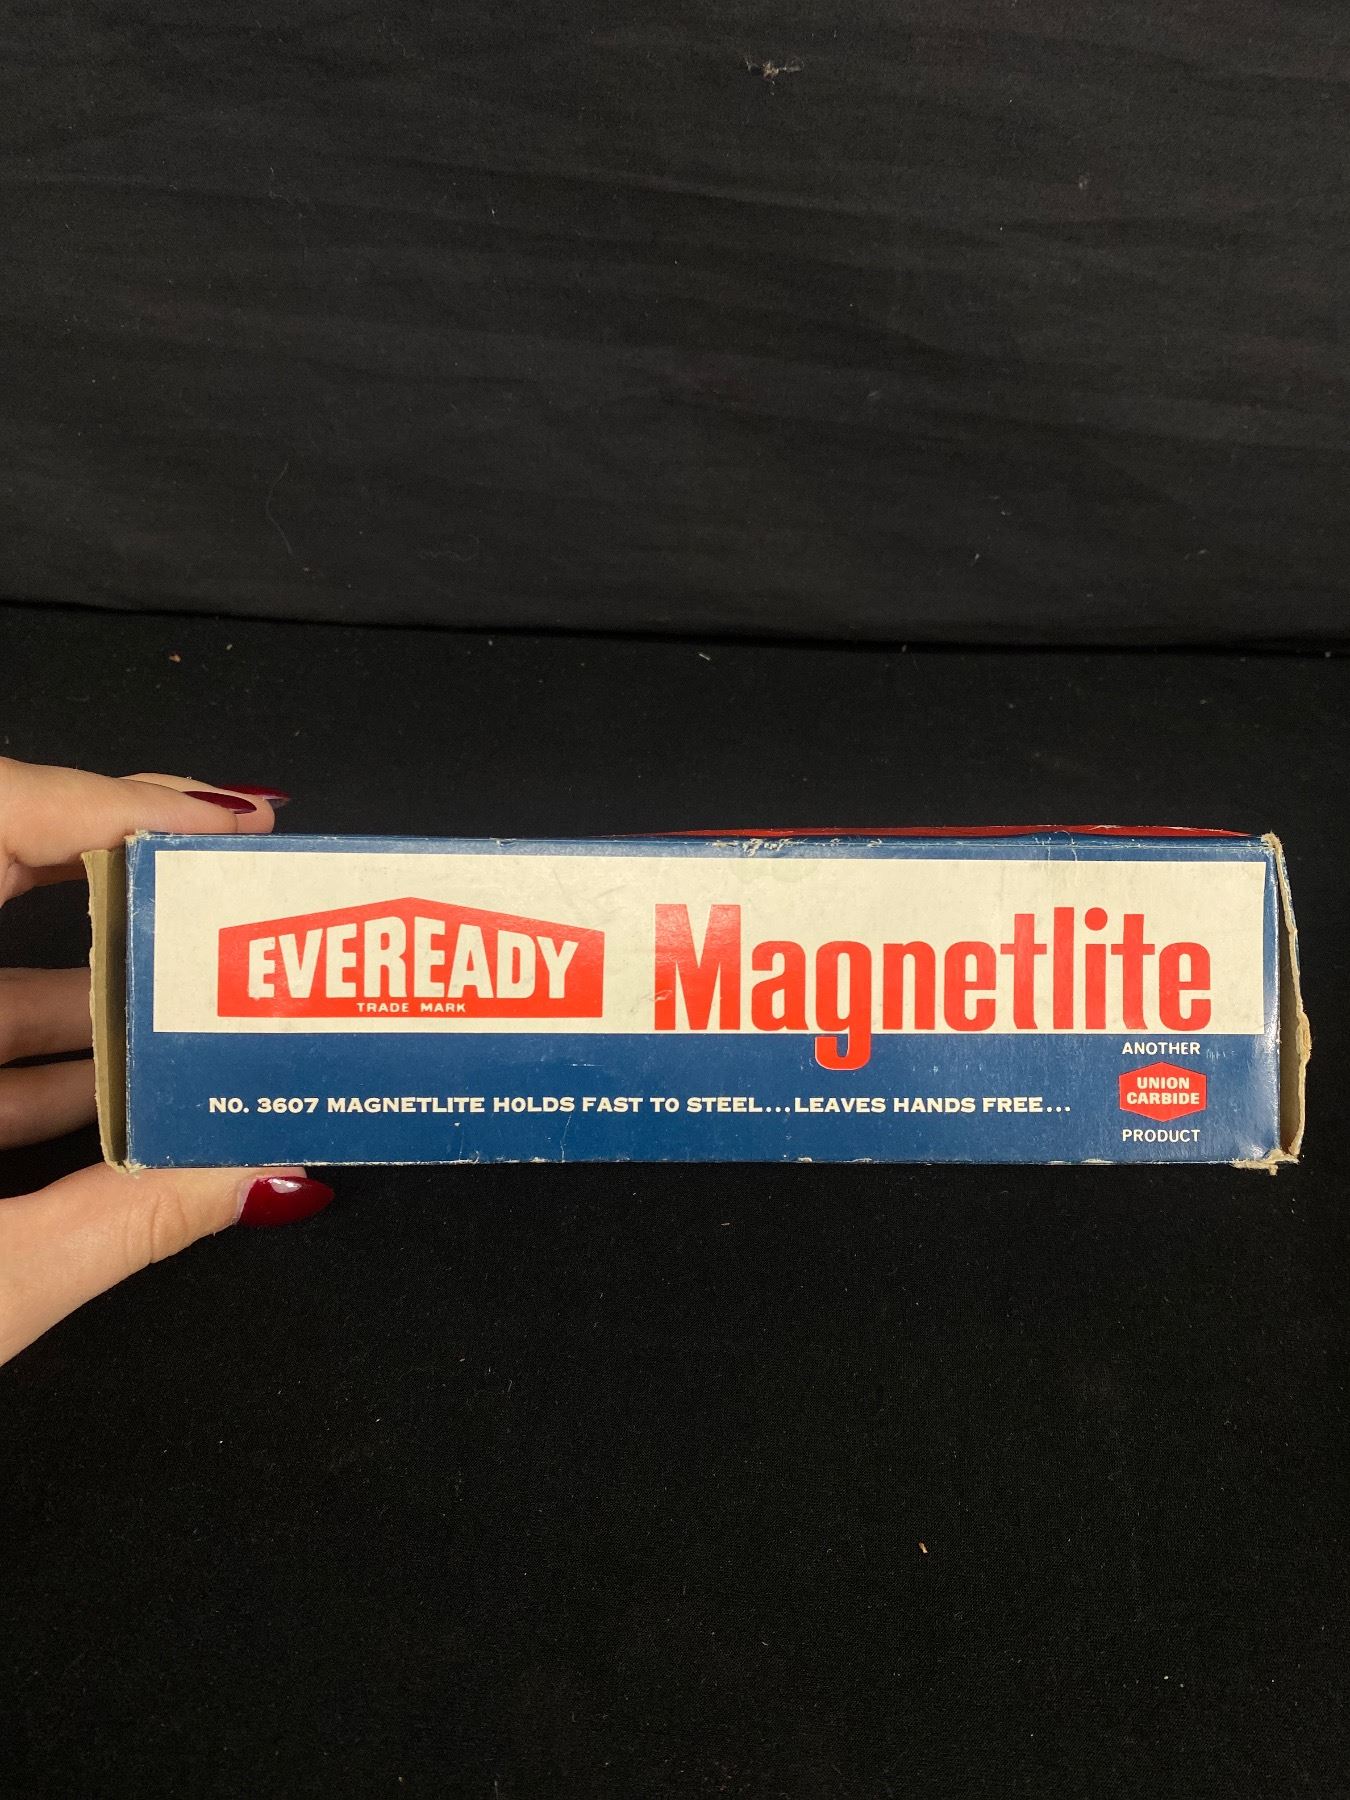 EVEREADY
TRADE MARK
Magnetlite
NO. 3607 MAGNETLITE HOLDS FAST TO STEEL...LEAVES HANDS FREE...
ANOTHER
UNION
CARBIDE
PRODUCT